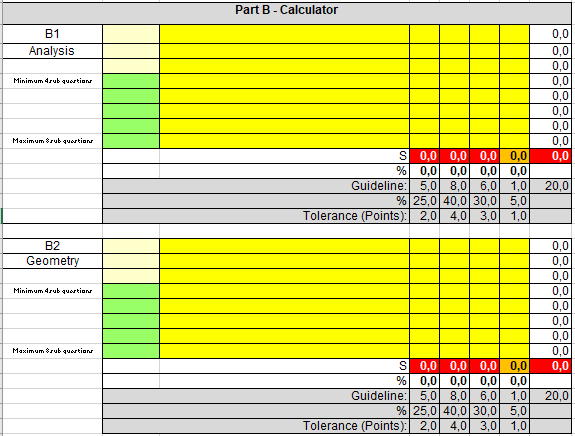 Part B - Calculator
B1 0,0
Analysis 0,0
0,0
Minimum 4 sub questions 0,0
0,0
0,0
0,0
Maximum 8 sub questions 0,0
S 0,0 0,0 0,0 0,0 0,0
% 0,0 0,0 0,0 0,0
Guideline: 5,0 8,0 6,0 1,0 20,0
% 25,0 40,0 30,0 5,0
Tolerance (Points): 2,0 4,0 3,0 1,0
B2 0,0
Geometry 0,0
0,0
Minimum 4 sub questions 0,0
0,0
0,0
0,0
Maximum 8 sub questions 0,0
S 0,0 0,0 0,0 0,0 0,0
% 0,0 0,0 0,0 0,0
Guideline: 5,0 8,0 6,0 1,0 20,0
% 25,0 40,0 30,0 5,0
Tolerance (Points): 2,0 4,0 3,0 1,0